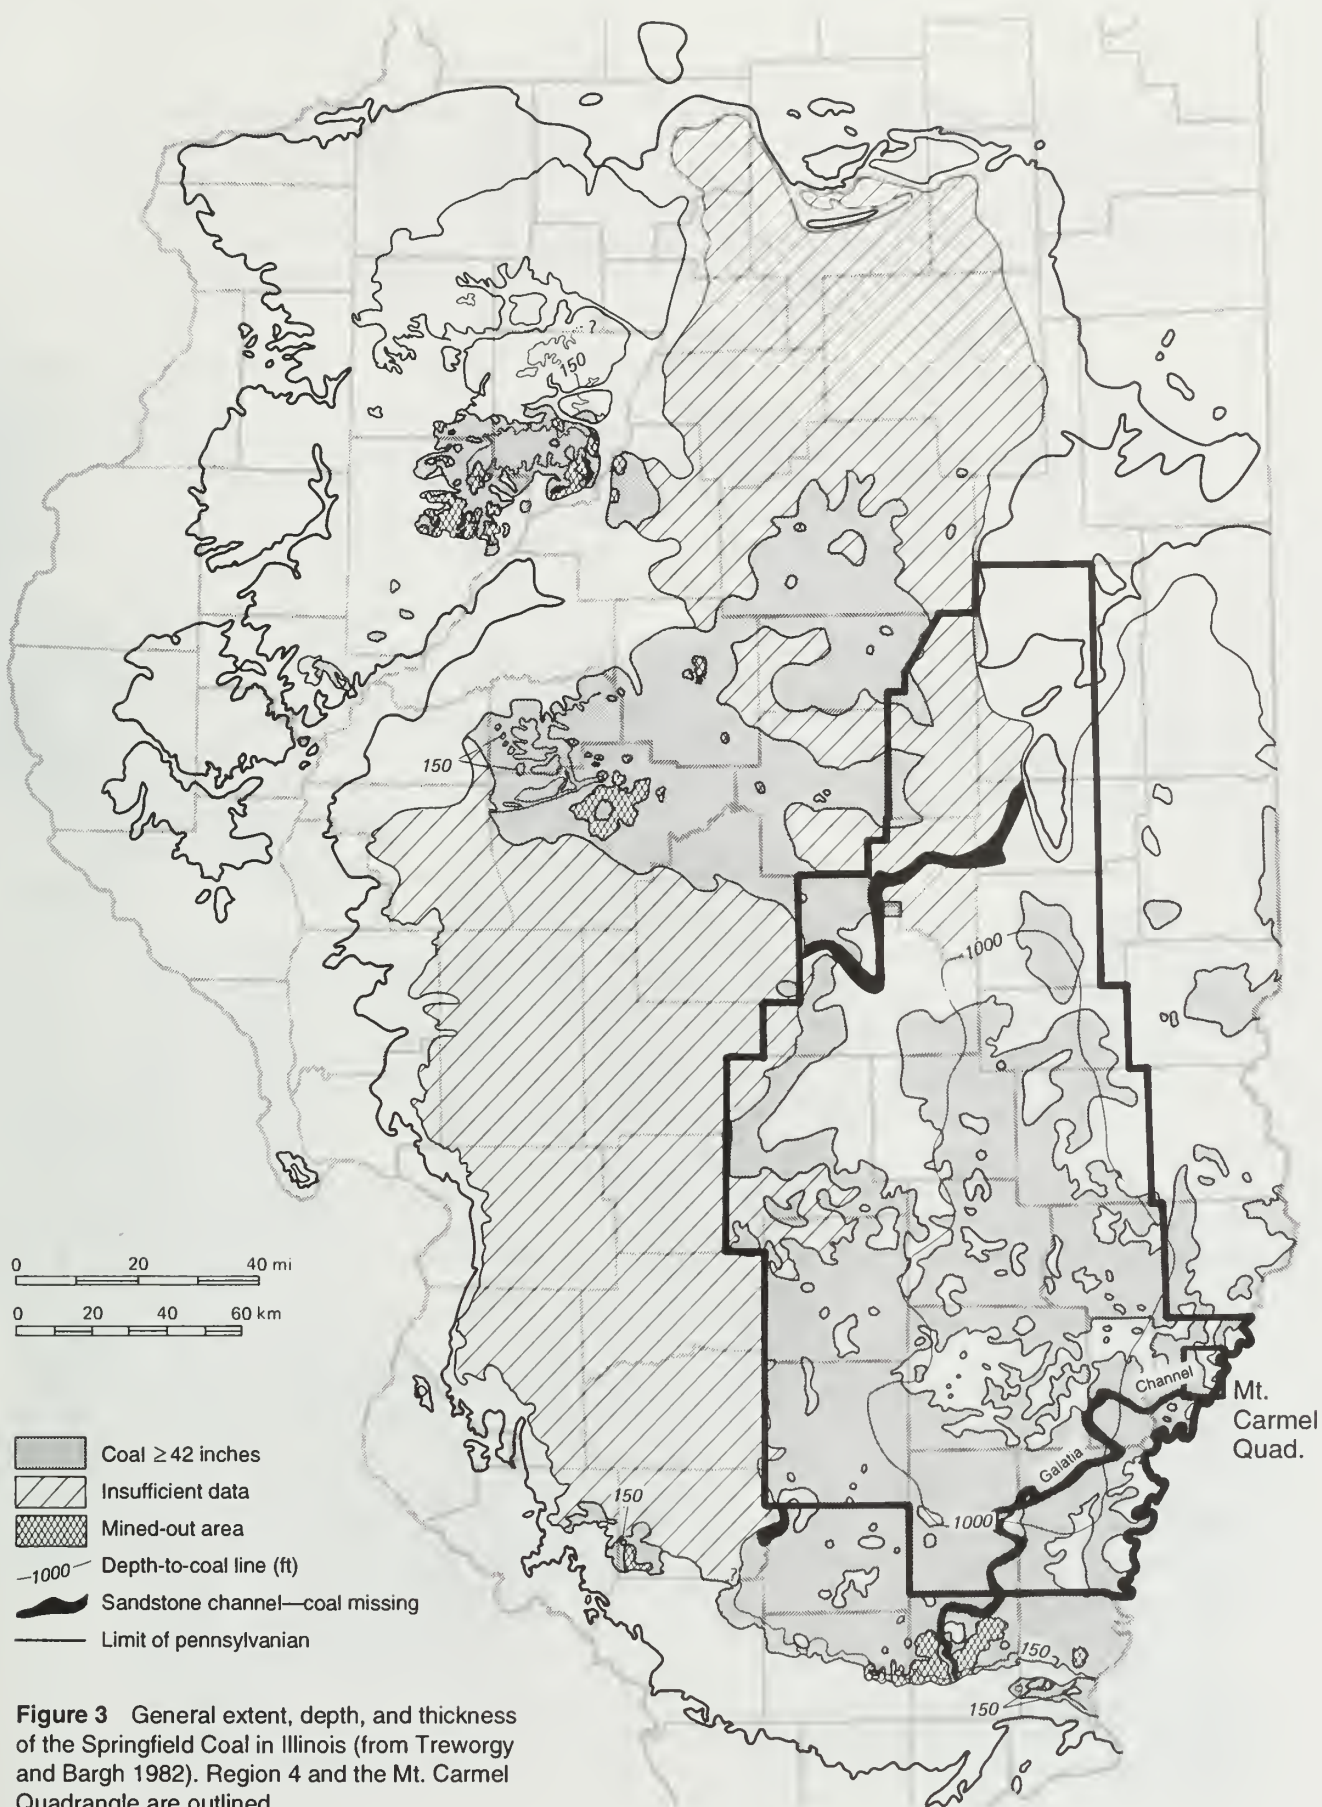 ?
150
150
1000
Channel
Mt.
Carmel
Quad.
Galatia
1000
150
150
150
0 20 40 mi
0 20 40 60 km
Coal ≥ 42 inches
Insufficient data
Mined-out area
—1000— Depth-to-coal line (ft)
Sandstone channel—coal missing
Limit of pennsylvanian
Figure 3 General extent, depth, and thickness
of the Springfield Coal in Illinois (from Treworgy
and Bargh 1982). Region 4 and the Mt. Carmel
Quadrangle are outlined